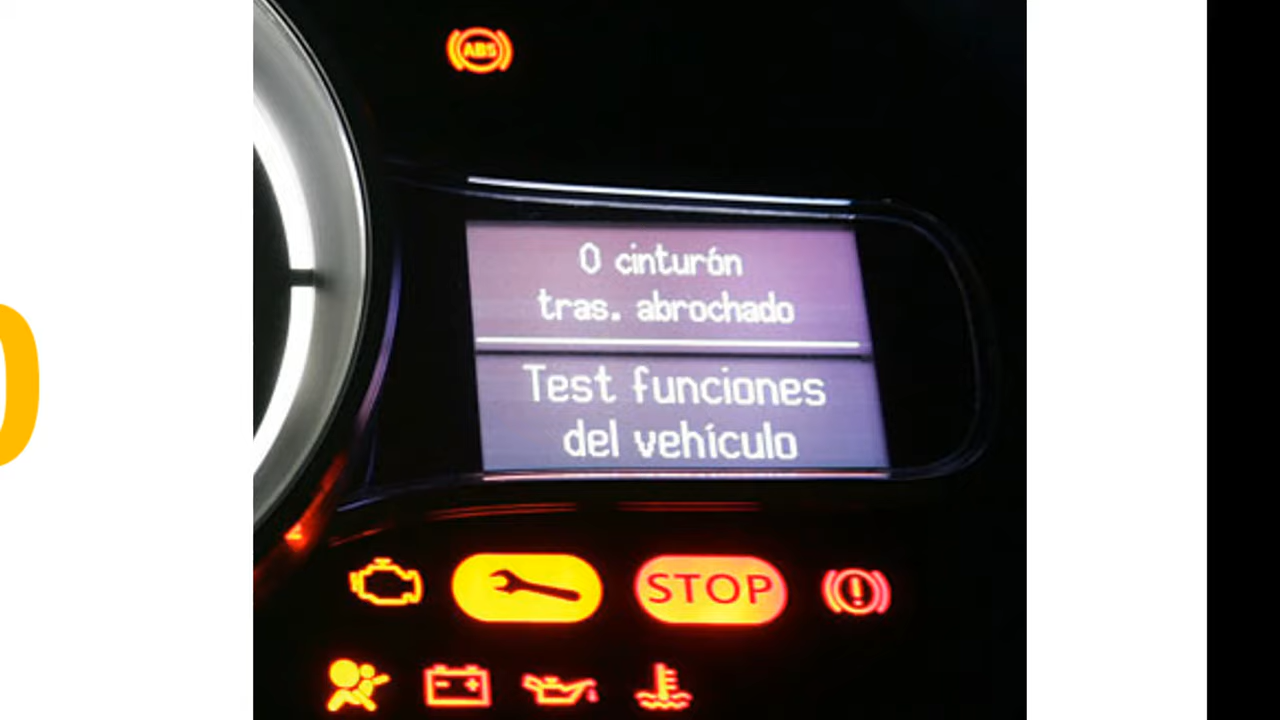 ABS
0 cinturón
tras. abrochado
Test funciones
del vehículo
STOP